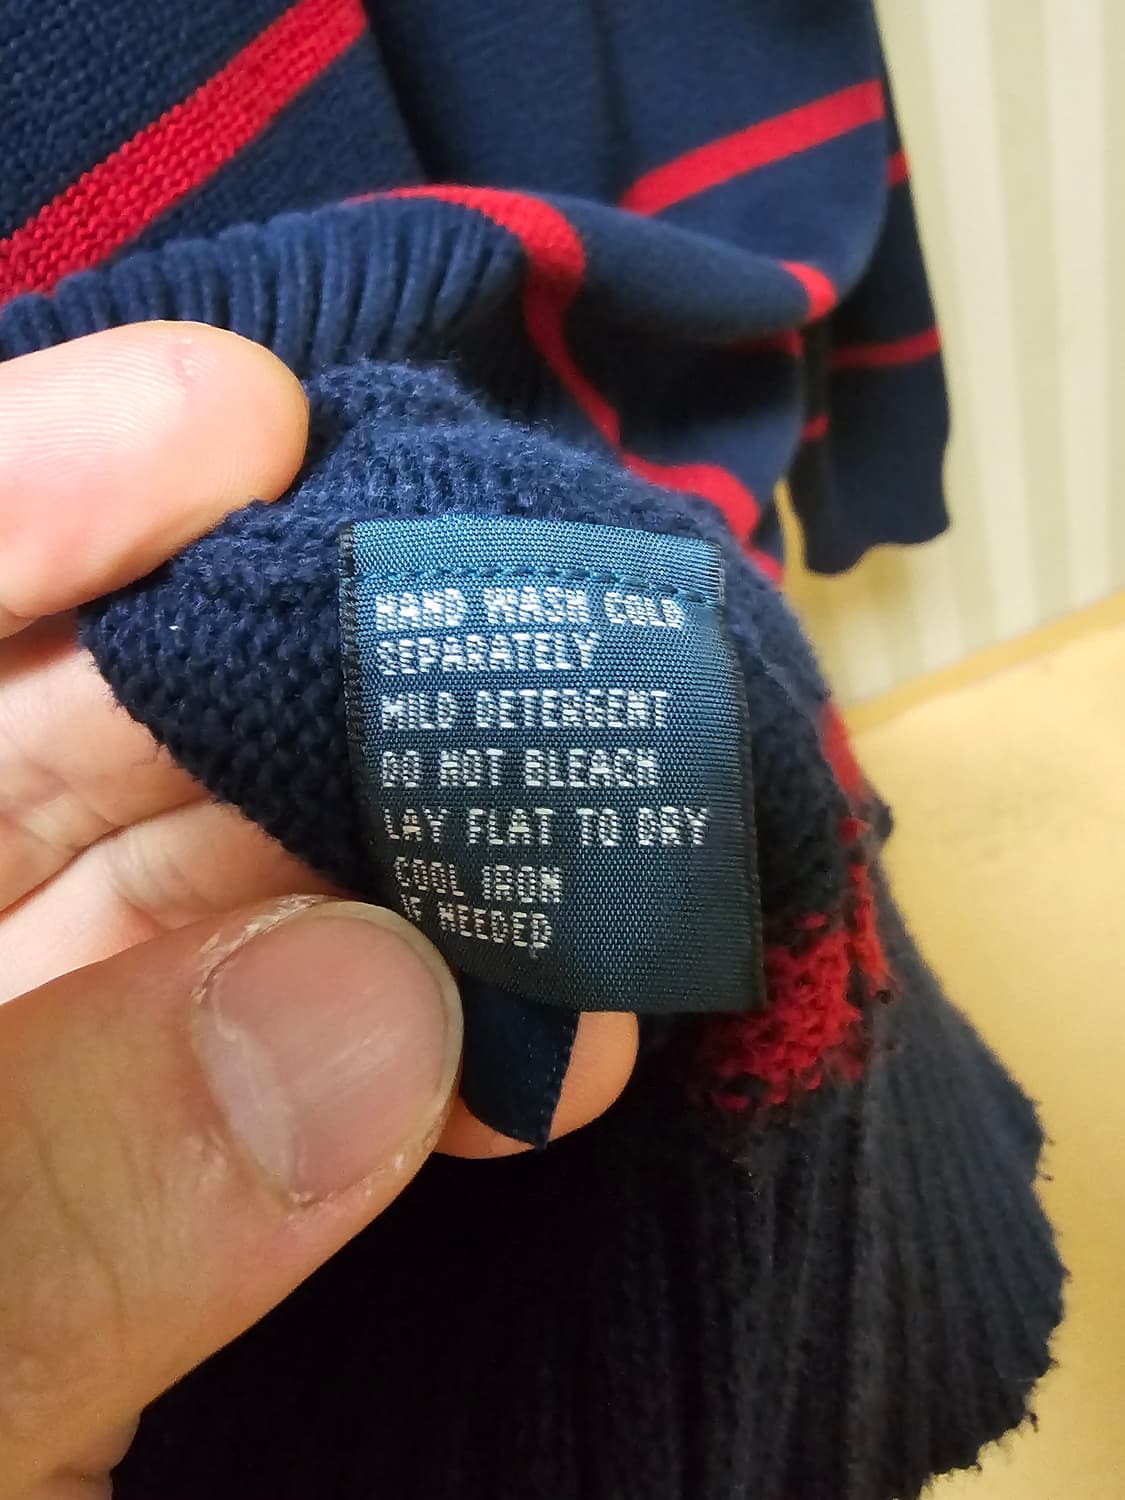 HAND WASH COLD
SEPARATELY
MILD DETERGENT
DO NOT BLEACH
LAY FLAT TO DRY
COOL IRON
IF NEEDED